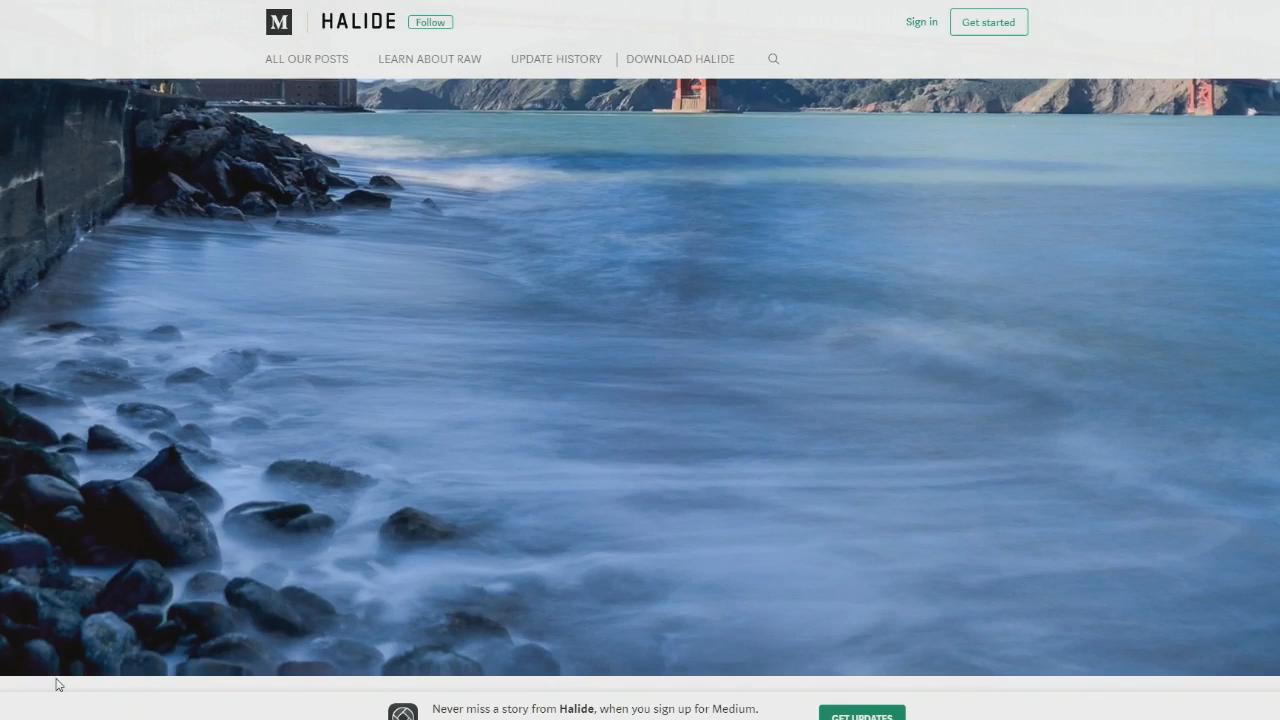 M HALIDE Follow Sign in Get started
ALL OUR POSTS LEARN ABOUT RAW UPDATE HISTORY DOWNLOAD HALIDE
Never miss a story from Halide, when you sign up for Medium.
GET UPDATES